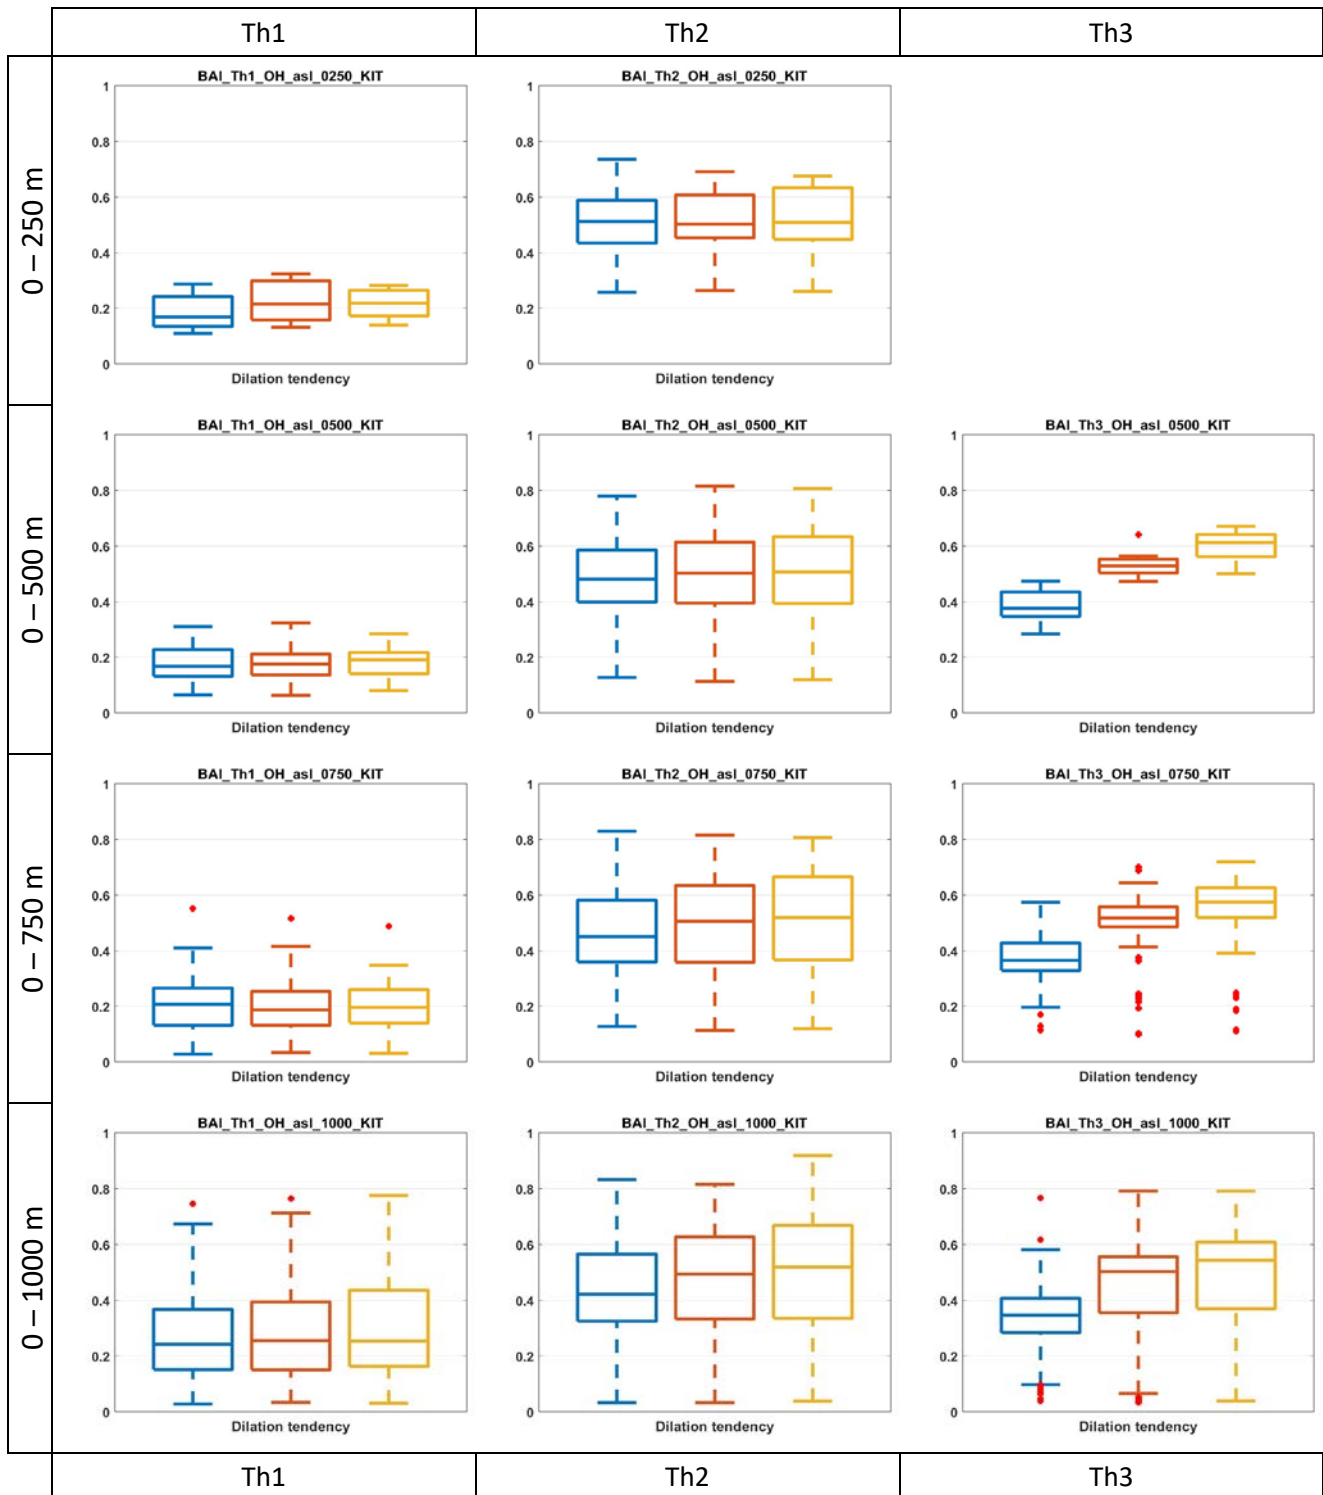 Th1 Th2 Th3
0 – 250 m
BAI_Th1_OH_asl_0250_KIT
1
0.8
0.6
0.4
0.2
0
Dilation tendency
BAI_Th2_OH_asl_0250_KIT
1
0.8
0.6
0.4
0.2
0
Dilation tendency
0 – 500 m
BAI_Th1_OH_asl_0500_KIT
1
0.8
0.6
0.4
0.2
0
Dilation tendency
BAI_Th2_OH_asl_0500_KIT
1
0.8
0.6
0.4
0.2
0
Dilation tendency
BAI_Th3_OH_asl_0500_KIT
1
0.8
0.6
0.4
0.2
0
Dilation tendency
0 – 750 m
BAI_Th1_OH_asl_0750_KIT
1
0.8
0.6
0.4
0.2
0
Dilation tendency
BAI_Th2_OH_asl_0750_KIT
1
0.8
0.6
0.4
0.2
0
Dilation tendency
BAI_Th3_OH_asl_0750_KIT
1
0.8
0.6
0.4
0.2
0
Dilation tendency
0 – 1000 m
BAI_Th1_OH_asl_1000_KIT
1
0.8
0.6
0.4
0.2
0
Dilation tendency
BAI_Th2_OH_asl_1000_KIT
1
0.8
0.6
0.4
0.2
0
Dilation tendency
BAI_Th3_OH_asl_1000_KIT
1
0.8
0.6
0.4
0.2
0
Dilation tendency
Th1 Th2 Th3